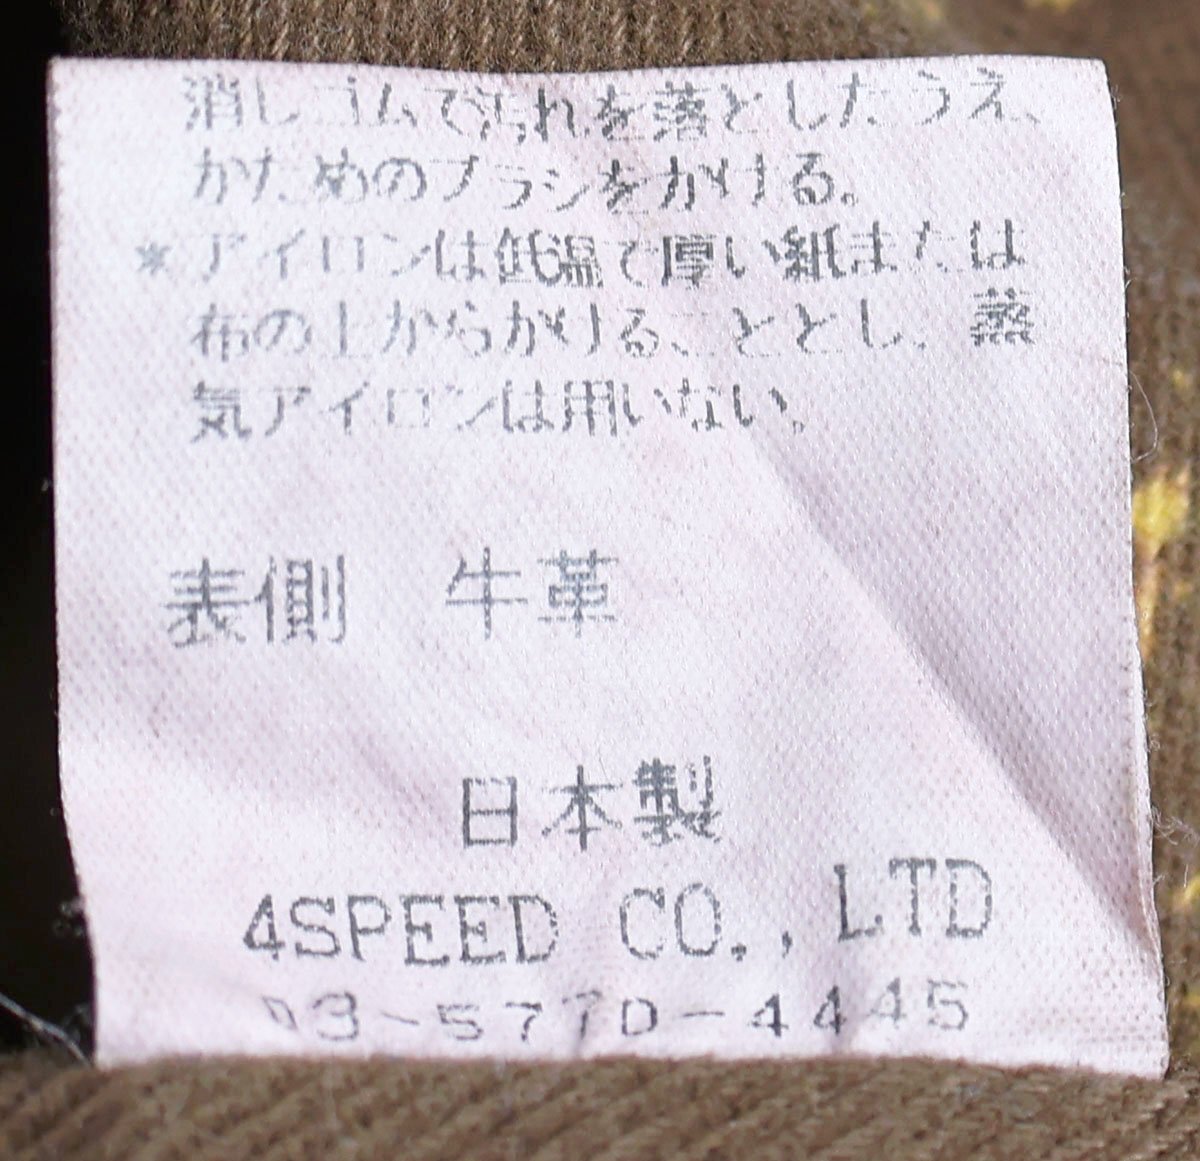 消しゴムで汚れを落としたうえ、
かためのブラシをかける。
*アイロンは低温で厚い紙または
布の上からかけることとし、蒸
気アイロンは用いない。
表側 牛革
日本製
4SPEED CO., LTD
03-5770-4445